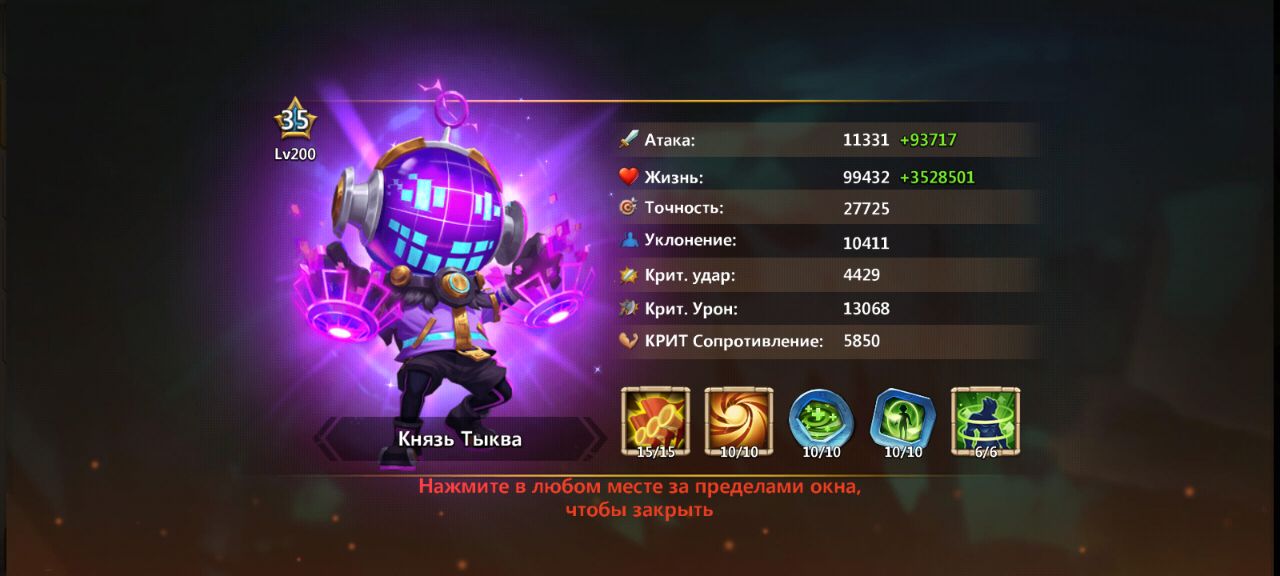 35
Lv200
Атака: 11331 +93717
Жизнь: 99432 +3528501
Точность: 27725
Уклонение: 10411
Крит. удар: 4429
Крит. Урон: 13068
КРИТ Сопротивление: 5850
15/15 10/10 10/10 10/10 6/6
Князь Тыква
Нажмите в любом месте за пределами окна,
чтобы закрыть